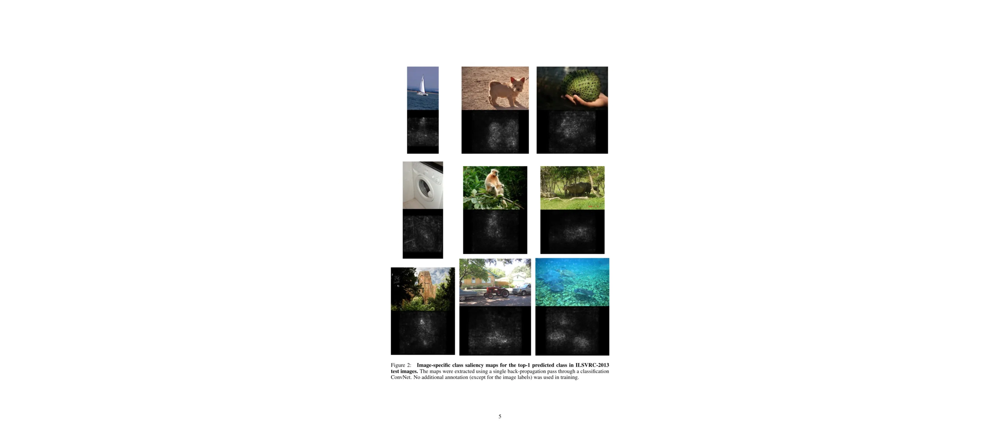 Figure 2: Image-specific class saliency maps for the top-1 predicted class in ILSVRC-2013
test images. The maps were extracted using a single back-propagation pass through a classification
ConvNet. No additional annotation (except for the image labels) was used in training.
5